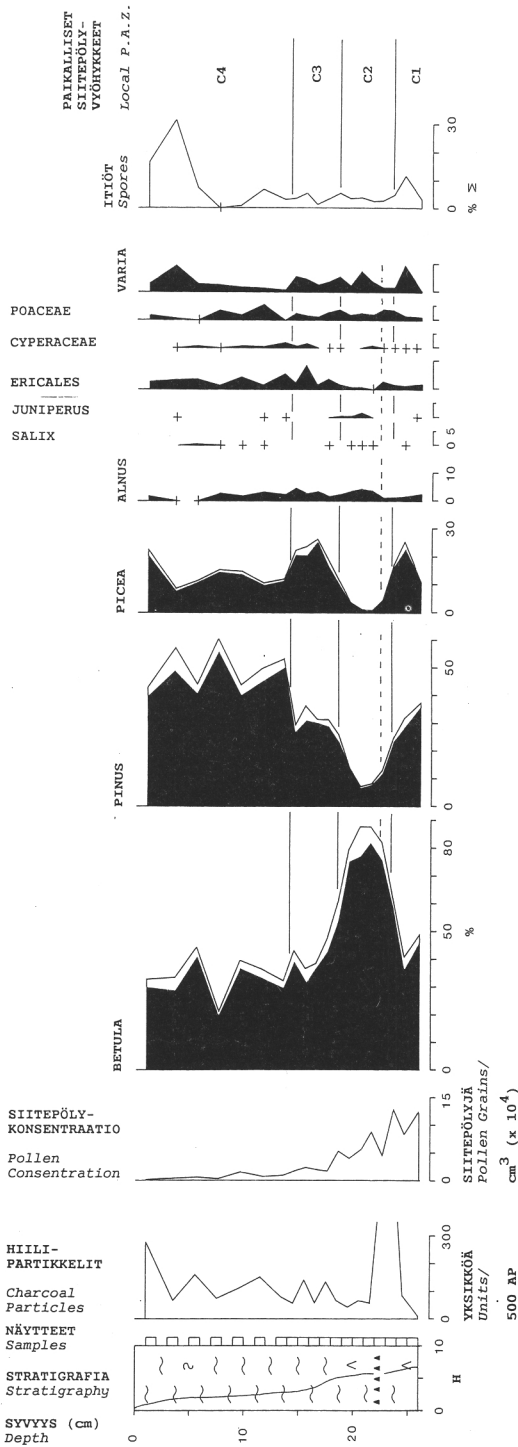 SYVYYS (cm)
Depth
0
10
20
STRATIGRAFIA
Stratigraphy
0
10
H
NÄYTTEET
Samples
HIILI-
PARTIKKELIT
Charcoal
Particles
0
300
YKSIKKÖÄ
Units/
500 AP
SIITEPÖLY-
KONSENTRAATIO
Pollen
Consentration
0
15
SIITEPÖLYJÄ
Pollen Grains/
cm³ (x 10⁴)
BETULA
0
50
80
%
PINUS
0
50
PICEA
0
30
ALNUS
0
10
SALIX
0 5
JUNIPERUS
ERICALES
CYPERACEAE
POACEAE
VARIA
ITIÖT
Spores
0
30
% Σ
PAIKALLISET
SIITEPÖLY-
VYÖHYKKEET
Local P.A.Z.
C4
C3
C2
C1